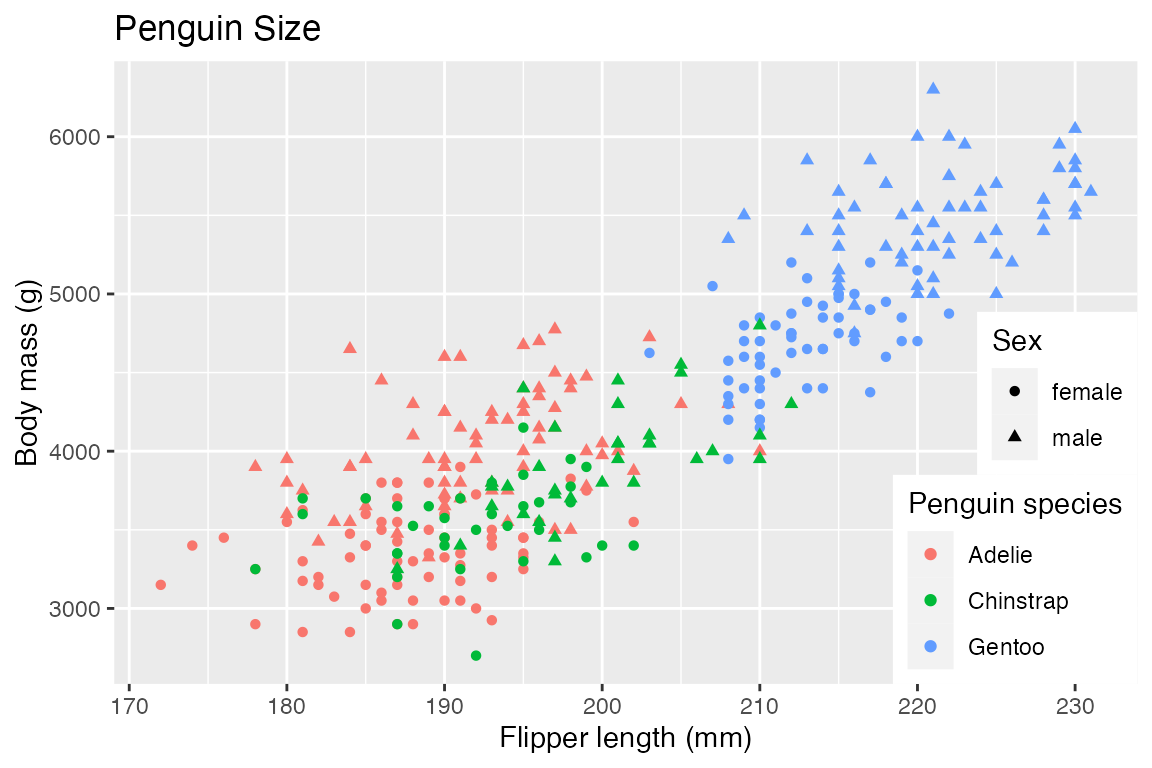 Penguin Size
Body mass (g)
6000
5000
4000
3000
170 180 190 200 210 220 230
Flipper length (mm)
Sex
female
male
Penguin species
Adelie
Chinstrap
Gentoo